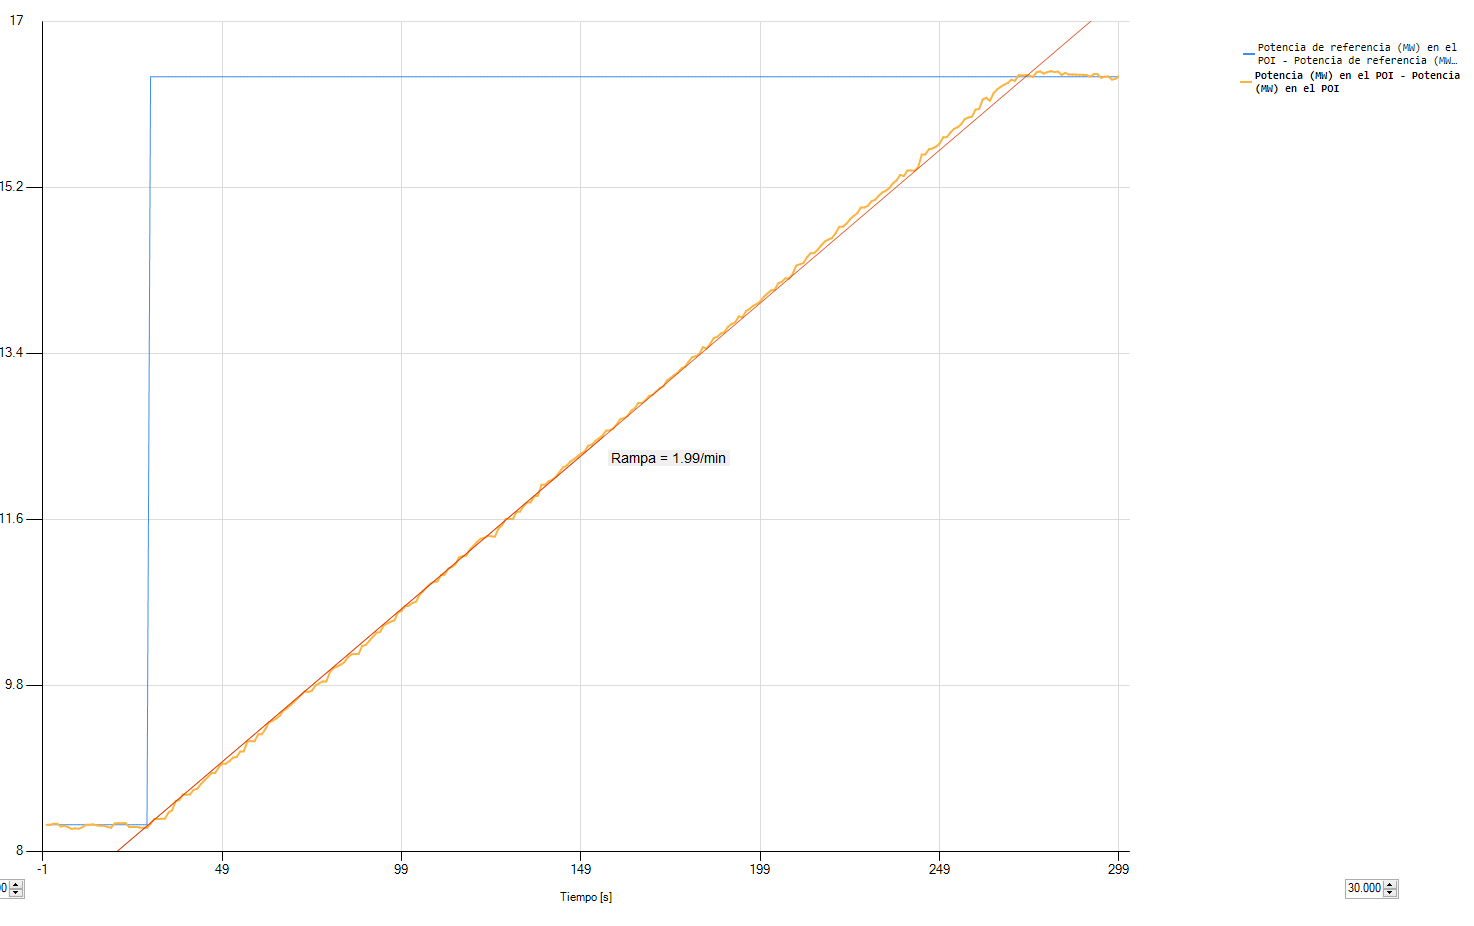 17
Potencia de referencia (MW) en el
POI - Potencia de referencia (MW…
Potencia (MW) en el POI - Potencia
(MW) en el POI
15.2
13.4
Rampa = 1.99/min
11.6
9.8
8
-1 49 99 149 199 249 299
30.000
Tiempo [s]